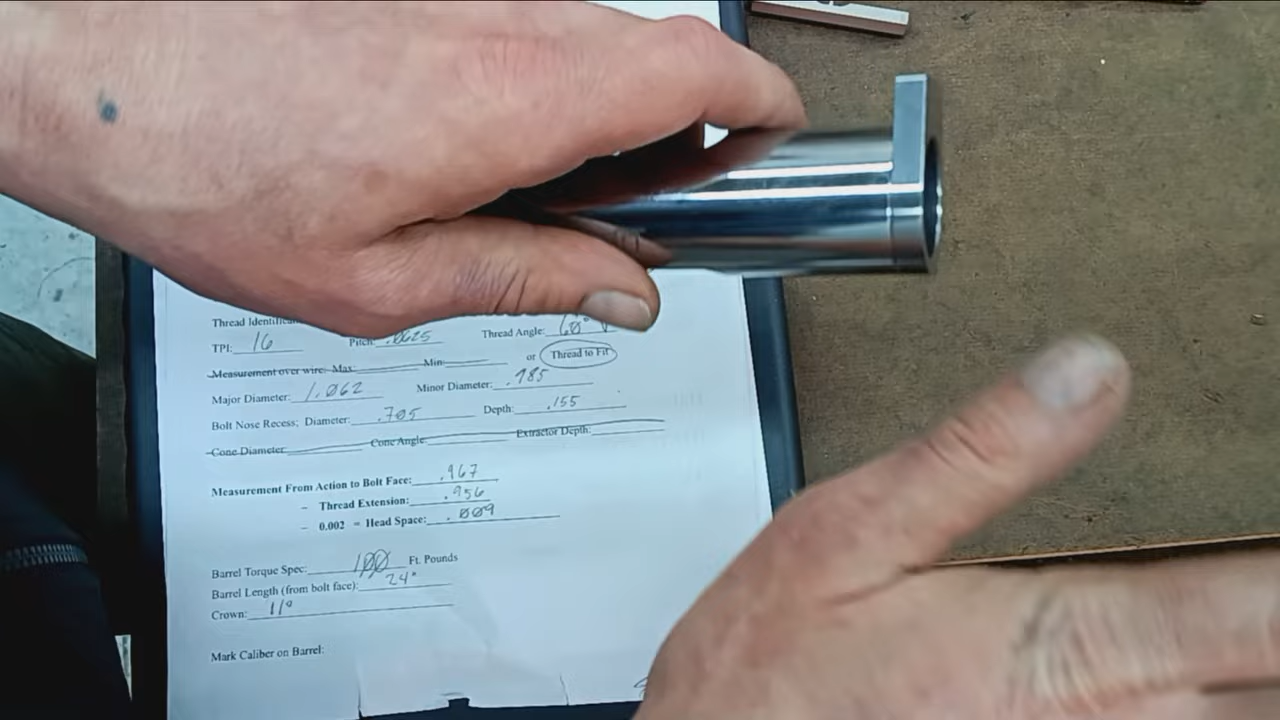 Thread
TPI: 16 Pitch: .0625 Thread Angle: 60°
Measurement over wire: Max: Min: or Thread to Fit
Major Diameter: 1.062 Minor Diameter: .985
Bolt Nose Recess; Diameter: .705 Depth: .155
Cone Diameter: Cone Angle: Extractor Depth:
Measurement From Action to Bolt Face: .967
- Thread Extension: .956
- 0.002 = Head Space: .009
Barrel Torque Spec: 100 Ft. Pounds
Barrel Length (from bolt face): 24"
Crown: 11°
Mark Caliber on Barrel: